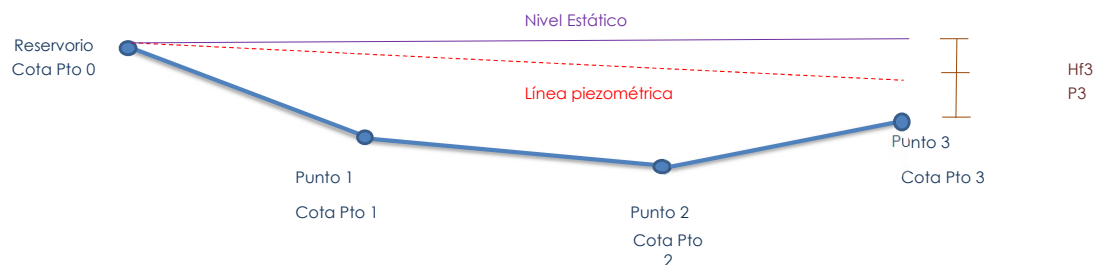 Nivel Estático
Reservorio
Cota Pto 0
Hf3
Línea piezométrica
P3
Punto 3
Punto 1
Cota Pto 3
Cota Pto 1
Punto 2
Cota Pto
2